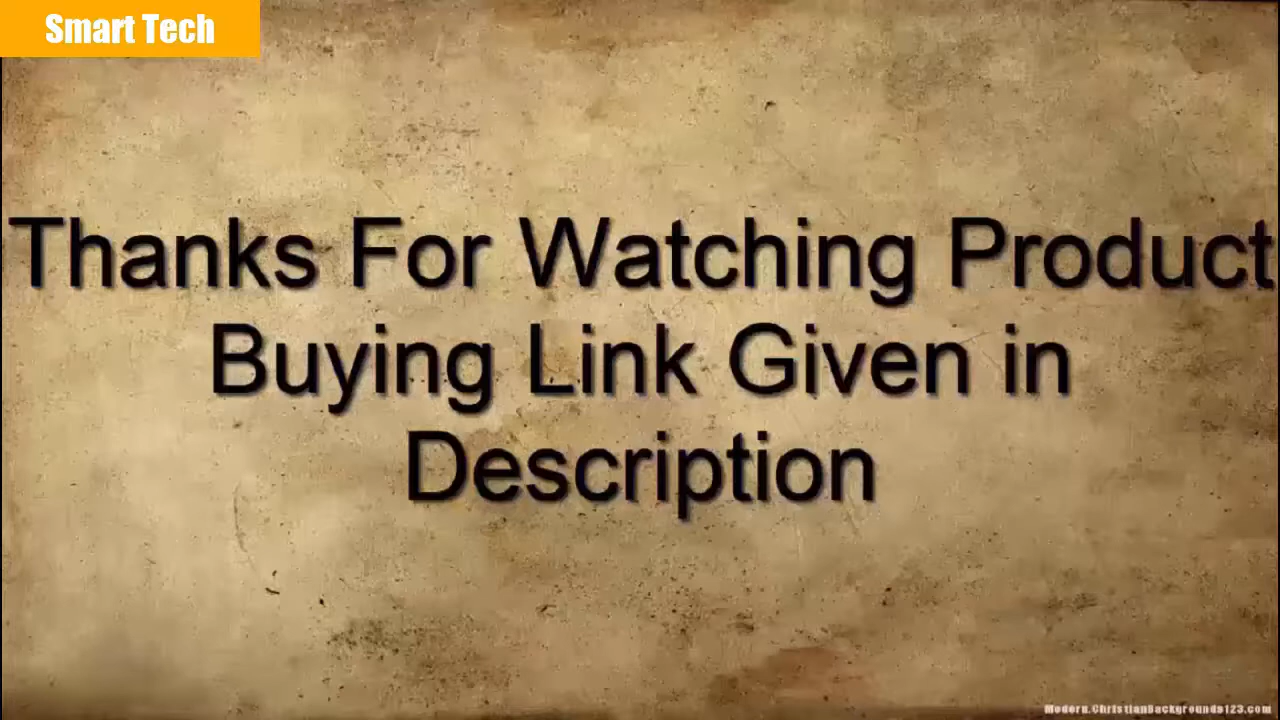 Smart Tech
Thanks For Watching Product
Buying Link Given in
Description
Modern.ChristianBackgrounds123.com